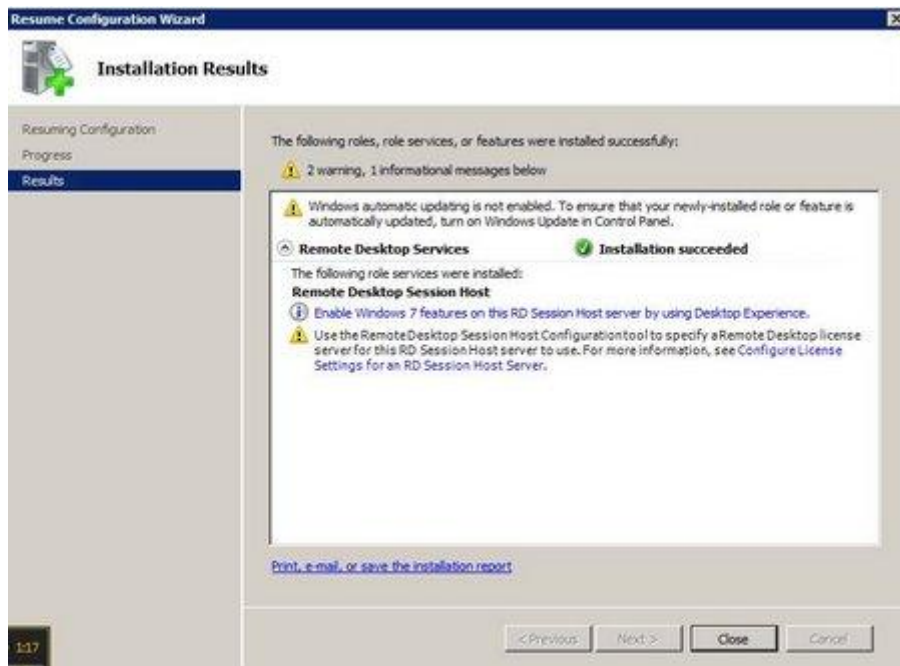 Resume Configuration Wizard
Installation Results
Resuming Configuration
Progress
Results
The following roles, role services, or features were installed successfully:
2 warning, 1 informational messages below
Windows automatic updating is not enabled. To ensure that your newly-installed role or feature is
automatically updated, turn on Windows Update in Control Panel.
Remote Desktop Services
Installation succeeded
The following role services were installed:
Remote Desktop Session Host
Enable Windows 7 features on this RD Session Host server by using Desktop Experience.
Use the Remote Desktop Session Host Configuration tool to specify a Remote Desktop license
server for this RD Session Host server to use. For more information, see Configure License
Settings for an RD Session Host Server.
Print, e-mail, or save the installation report
< Previous
Next >
Close
Cancel
1:17